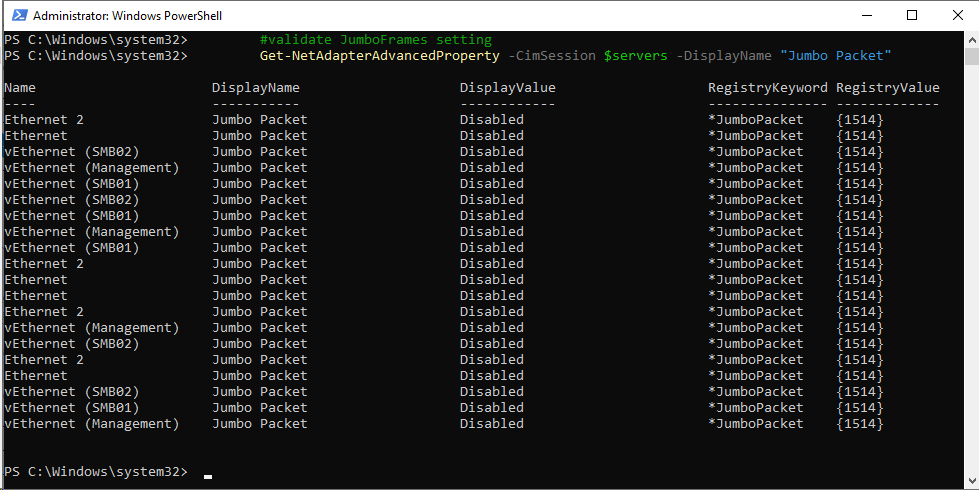 Administrator: Windows PowerShell
PS C:\Windows\system32>         #validate JumboFrames setting
PS C:\Windows\system32>         Get-NetAdapterAdvancedProperty -CimSession $servers -DisplayName "Jumbo Packet"
Name                      DisplayName                    DisplayValue                   RegistryKeyword RegistryValue
----                      -----------                    ------------                   --------------- -------------
Ethernet 2                Jumbo Packet                   Disabled                       *JumboPacket    {1514}
Ethernet                  Jumbo Packet                   Disabled                       *JumboPacket    {1514}
vEthernet (SMB02)         Jumbo Packet                   Disabled                       *JumboPacket    {1514}
vEthernet (Management)    Jumbo Packet                   Disabled                       *JumboPacket    {1514}
vEthernet (SMB01)         Jumbo Packet                   Disabled                       *JumboPacket    {1514}
vEthernet (SMB02)         Jumbo Packet                   Disabled                       *JumboPacket    {1514}
vEthernet (SMB01)         Jumbo Packet                   Disabled                       *JumboPacket    {1514}
vEthernet (Management)    Jumbo Packet                   Disabled                       *JumboPacket    {1514}
vEthernet (SMB01)         Jumbo Packet                   Disabled                       *JumboPacket    {1514}
Ethernet 2                Jumbo Packet                   Disabled                       *JumboPacket    {1514}
Ethernet                  Jumbo Packet                   Disabled                       *JumboPacket    {1514}
Ethernet                  Jumbo Packet                   Disabled                       *JumboPacket    {1514}
Ethernet 2                Jumbo Packet                   Disabled                       *JumboPacket    {1514}
vEthernet (Management)    Jumbo Packet                   Disabled                       *JumboPacket    {1514}
vEthernet (SMB02)         Jumbo Packet                   Disabled                       *JumboPacket    {1514}
Ethernet 2                Jumbo Packet                   Disabled                       *JumboPacket    {1514}
Ethernet                  Jumbo Packet                   Disabled                       *JumboPacket    {1514}
vEthernet (SMB02)         Jumbo Packet                   Disabled                       *JumboPacket    {1514}
vEthernet (SMB01)         Jumbo Packet                   Disabled                       *JumboPacket    {1514}
vEthernet (Management)    Jumbo Packet                   Disabled                       *JumboPacket    {1514}
PS C:\Windows\system32>